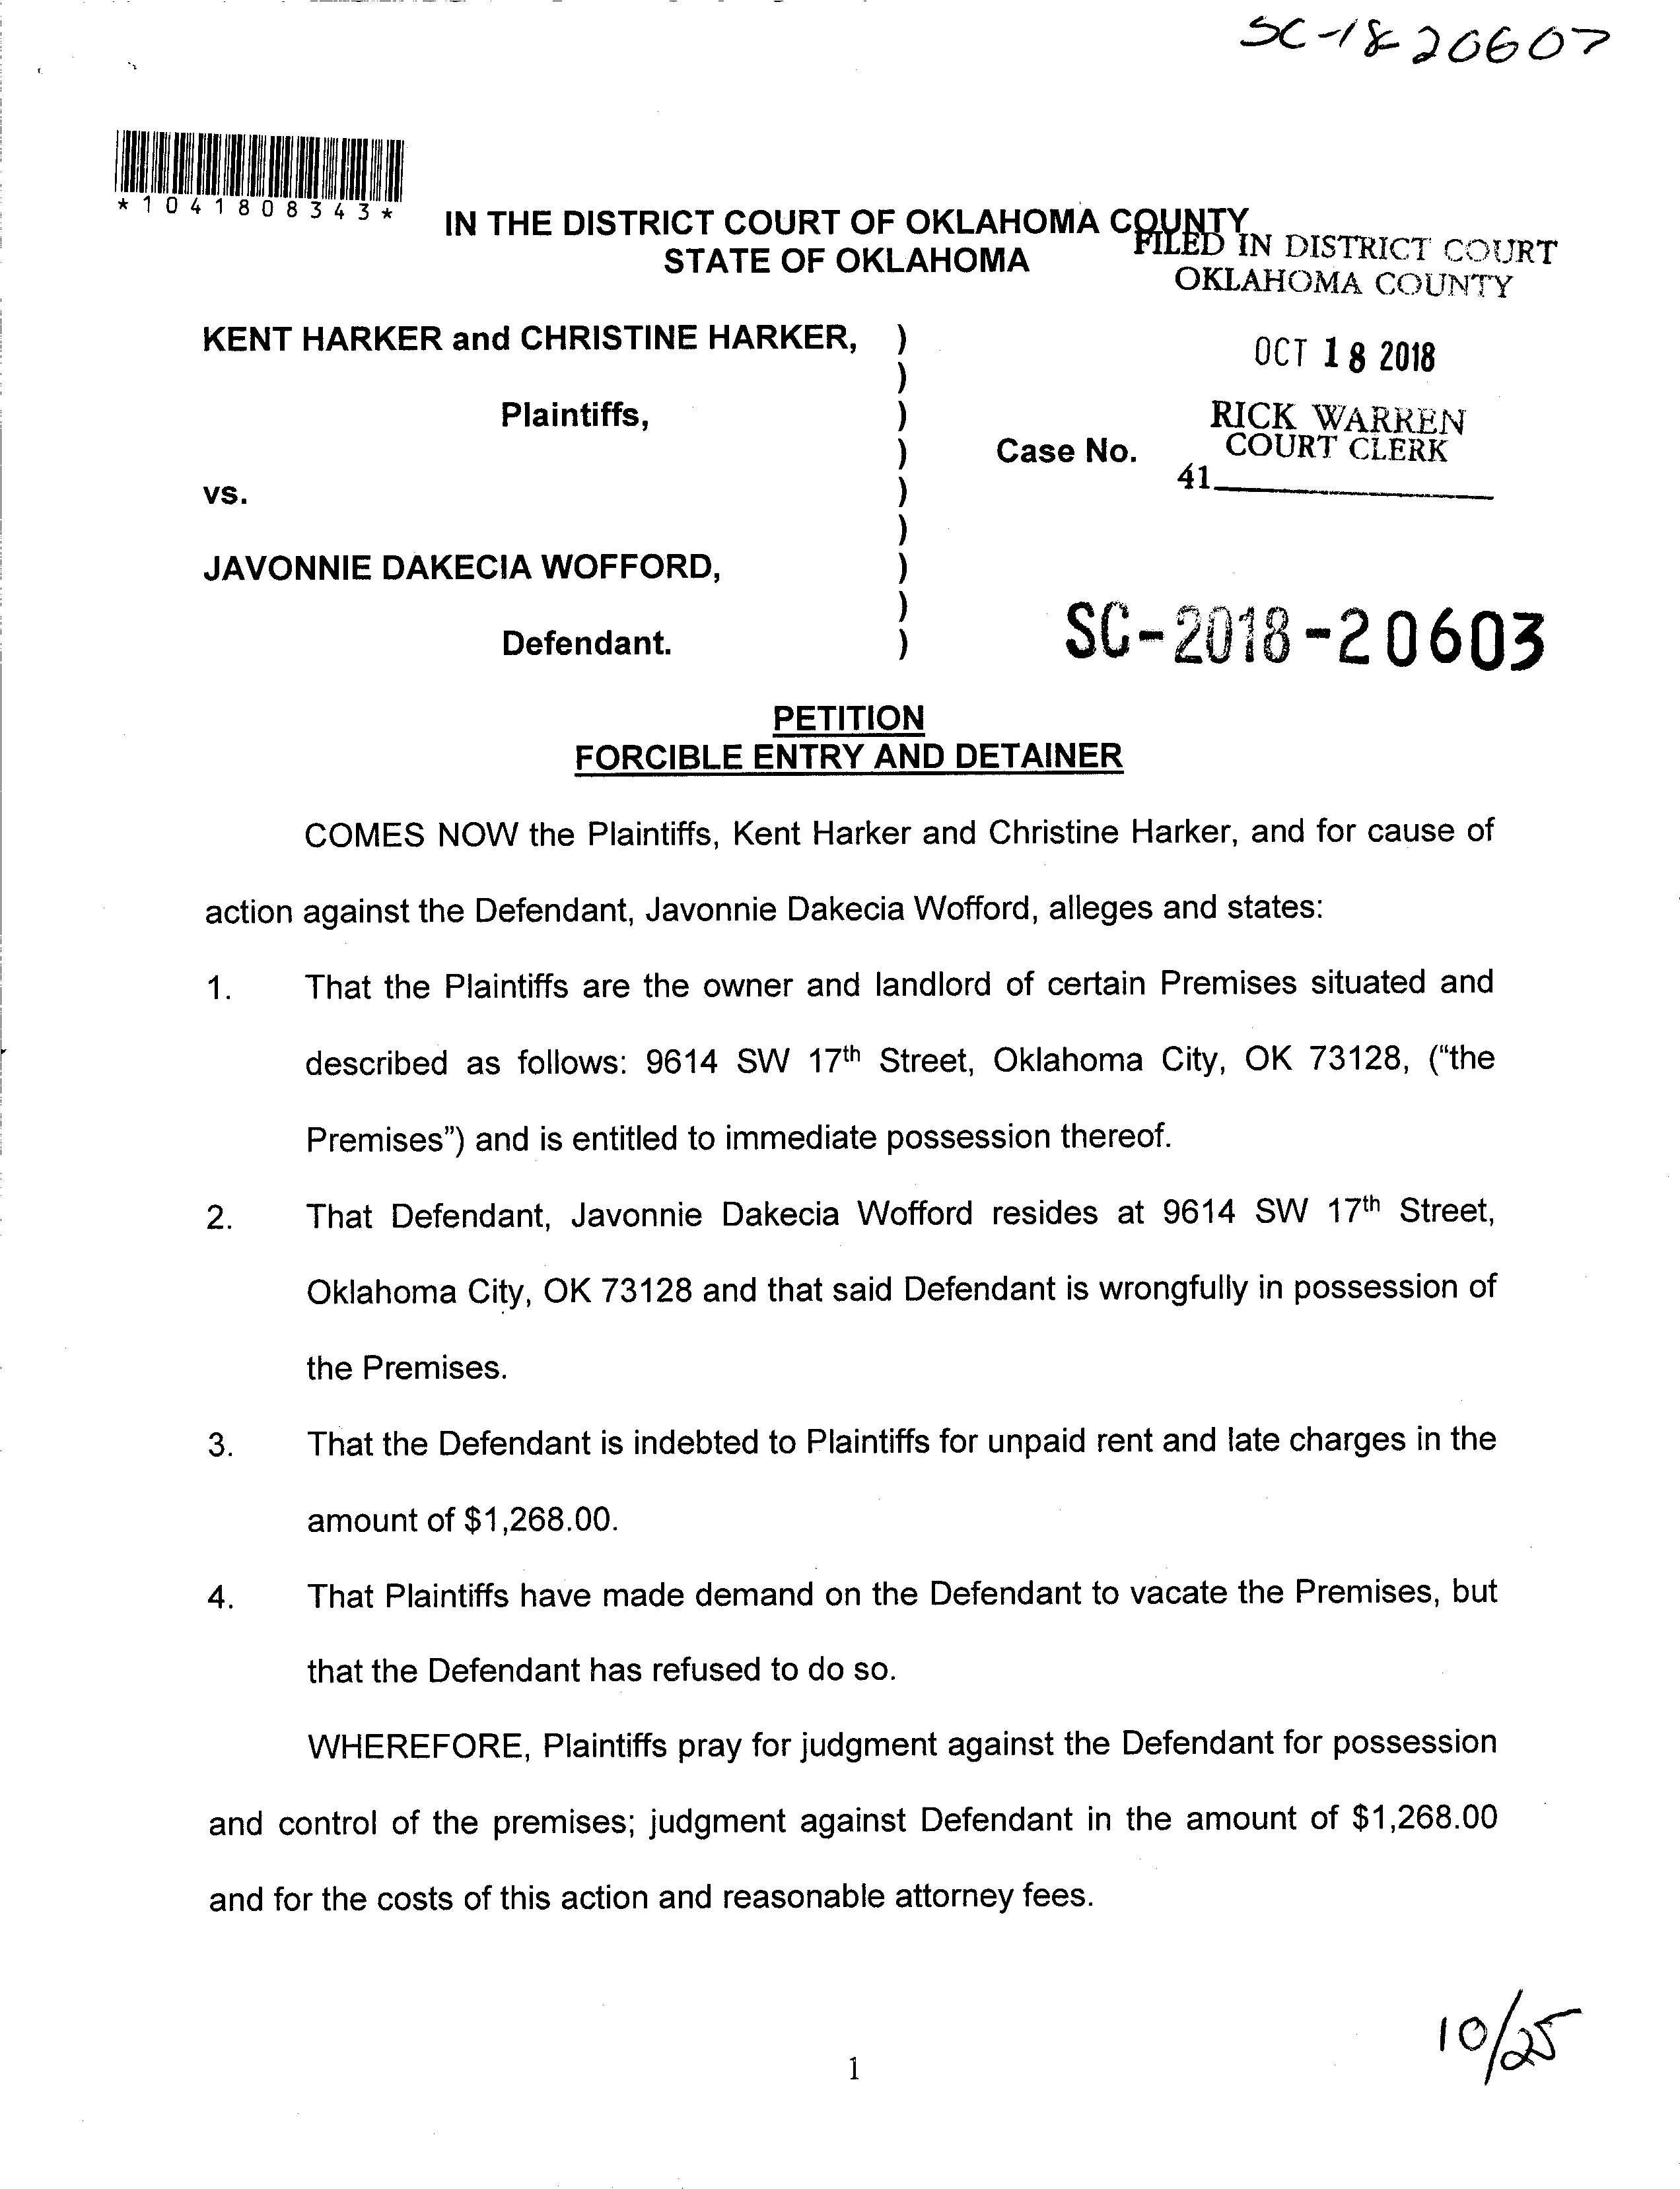 SC-18-20607
*1041808343*
IN THE DISTRICT COURT OF OKLAHOMA COUNTY
STATE OF OKLAHOMA
FILED IN DISTRICT COURT
OKLAHOMA COUNTY
KENT HARKER and CHRISTINE HARKER, )
)
OCT 18 2018
Plaintiffs, )
RICK WARREN
) Case No.
COURT CLERK
41
vs. )
)
JAVONNIE DAKECIA WOFFORD, )
)
Defendant. )
SC-2018-20603
PETITION
FORCIBLE ENTRY AND DETAINER
COMES NOW the Plaintiffs, Kent Harker and Christine Harker, and for cause of
action against the Defendant, Javonnie Dakecia Wofford, alleges and states:
1. That the Plaintiffs are the owner and landlord of certain Premises situated and
described as follows: 9614 SW 17th Street, Oklahoma City, OK 73128, (“the
Premises”) and is entitled to immediate possession thereof.
2. That Defendant, Javonnie Dakecia Wofford resides at 9614 SW 17th Street,
Oklahoma City, OK 73128 and that said Defendant is wrongfully in possession of
the Premises.
3. That the Defendant is indebted to Plaintiffs for unpaid rent and late charges in the
amount of $1,268.00.
4. That Plaintiffs have made demand on the Defendant to vacate the Premises, but
that the Defendant has refused to do so.
WHEREFORE, Plaintiffs pray for judgment against the Defendant for possession
and control of the premises; judgment against Defendant in the amount of $1,268.00
and for the costs of this action and reasonable attorney fees.
10/25
1